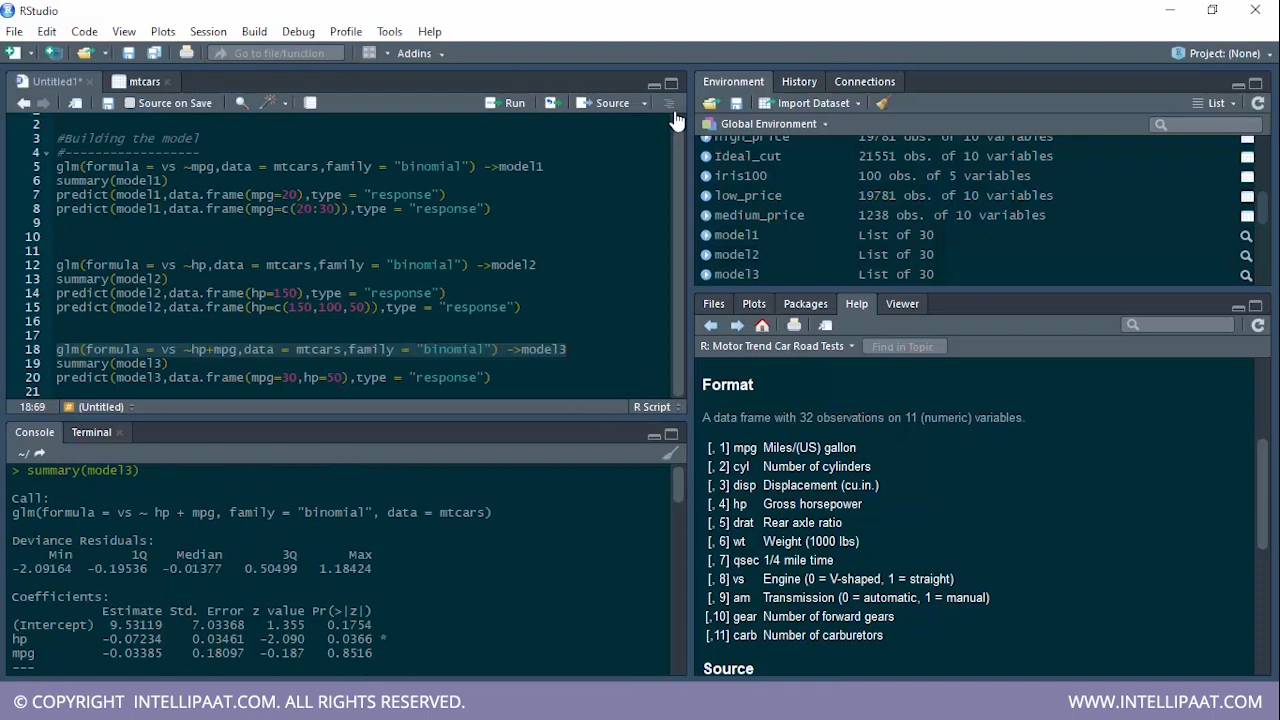 RStudio
File Edit Code View Plots Session Build Debug Profile Tools Help
Go to file/function Addins Project: (None)
Untitled1* mtcars
Source on Save Run Source
2
3 #Building the model
4 #------------------
5 glm(formula = vs ~mpg,data = mtcars,family = "binomial") ->model1
6 summary(model1)
7 predict(model1,data.frame(mpg=20),type = "response")
8 predict(model1,data.frame(mpg=c(20:30)),type = "response")
9
10
11
12 glm(formula = vs ~hp,data = mtcars,family = "binomial") ->model2
13 summary(model2)
14 predict(model2,data.frame(hp=150),type = "response")
15 predict(model2,data.frame(hp=c(150,100,50)),type = "response")
16
17
18 glm(formula = vs ~hp+mpg,data = mtcars,family = "binomial") ->model3
19 summary(model3)
20 predict(model3,data.frame(mpg=30,hp=50),type = "response")
21
18:69 (Untitled) R Script
Console Terminal
~/
> summary(model3)
Call:
glm(formula = vs ~ hp + mpg, family = "binomial", data = mtcars)
Deviance Residuals:
Min 1Q Median 3Q Max
-2.09164 -0.19536 -0.01377 0.50499 1.18424
Coefficients:
Estimate Std. Error z value Pr(>|z|)
(Intercept) 9.53119 7.03368 1.355 0.1754
hp -0.07234 0.03461 -2.090 0.0366 *
mpg -0.03385 0.18097 -0.187 0.8516
---
Environment History Connections
Import Dataset List
Global Environment
high_price 19781 obs. of 10 variables
Ideal_cut 21551 obs. of 10 variables
iris100 100 obs. of 5 variables
low_price 19781 obs. of 10 variables
medium_price 1238 obs. of 10 variables
model1 List of 30
model2 List of 30
model3 List of 30
Files Plots Packages Help Viewer
R: Motor Trend Car Road Tests Find in Topic
Format
A data frame with 32 observations on 11 (numeric) variables.
[, 1] mpg Miles/(US) gallon
[, 2] cyl Number of cylinders
[, 3] disp Displacement (cu.in.)
[, 4] hp Gross horsepower
[, 5] drat Rear axle ratio
[, 6] wt Weight (1000 lbs)
[, 7] qsec 1/4 mile time
[, 8] vs Engine (0 = V-shaped, 1 = straight)
[, 9] am Transmission (0 = automatic, 1 = manual)
[,10] gear Number of forward gears
[,11] carb Number of carburetors
Source
© COPYRIGHT INTELLIPAAT.COM. ALL RIGHTS RESERVED. WWW.INTELLIPAAT.COM